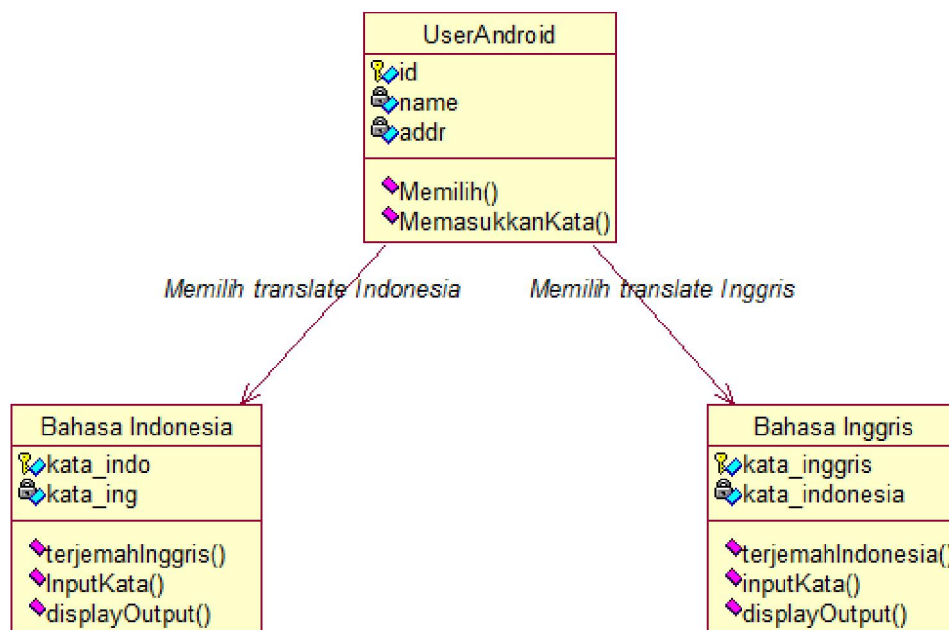 UserAndroid
id
name
addr
Memilih()
MemasukkanKata()
Memilih translate Indonesia
Memilih translate Inggris
Bahasa Indonesia
kata_indo
kata_ing
terjemahInggris()
InputKata()
displayOutput()
Bahasa Inggris
kata_inggris
kata_indonesia
terjemahIndonesia()
inputKata()
displayOutput()